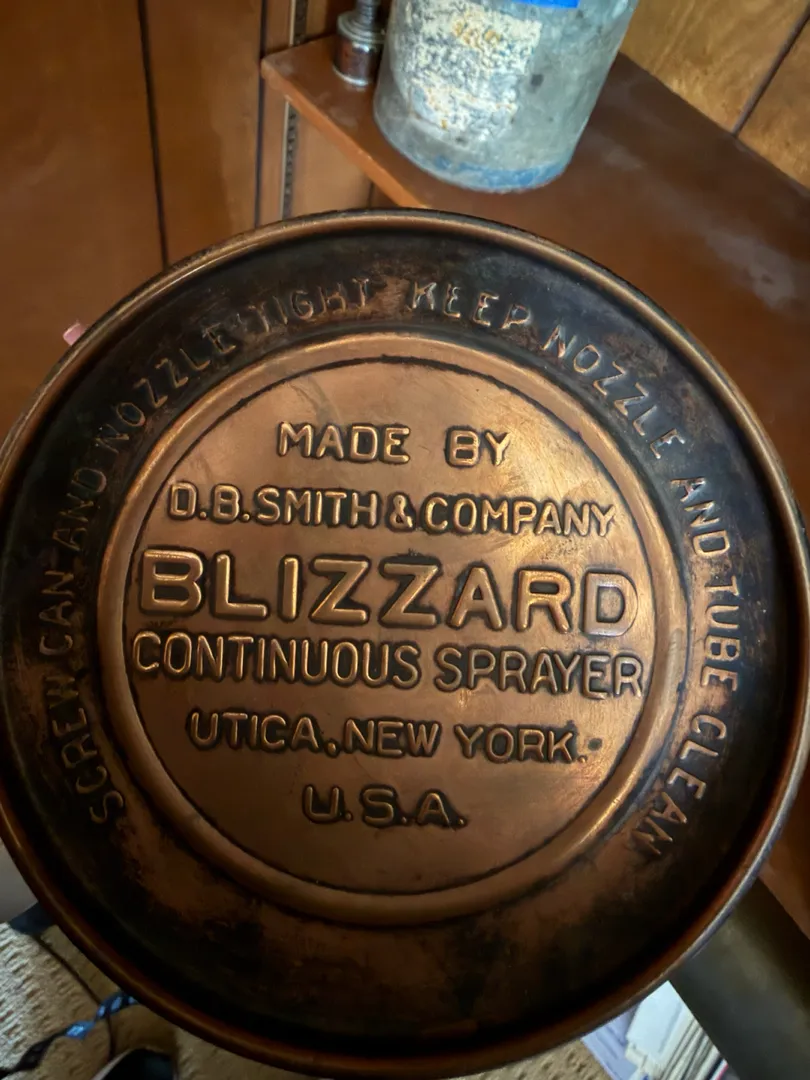 SCREW CAN AND NOZZLE TIGHT KEEP NOZZLE AND TUBE CLEAN
MADE BY
D.B.SMITH & COMPANY
BLIZZARD
CONTINUOUS SPRAYER
UTICA, NEW YORK.
U.S.A.